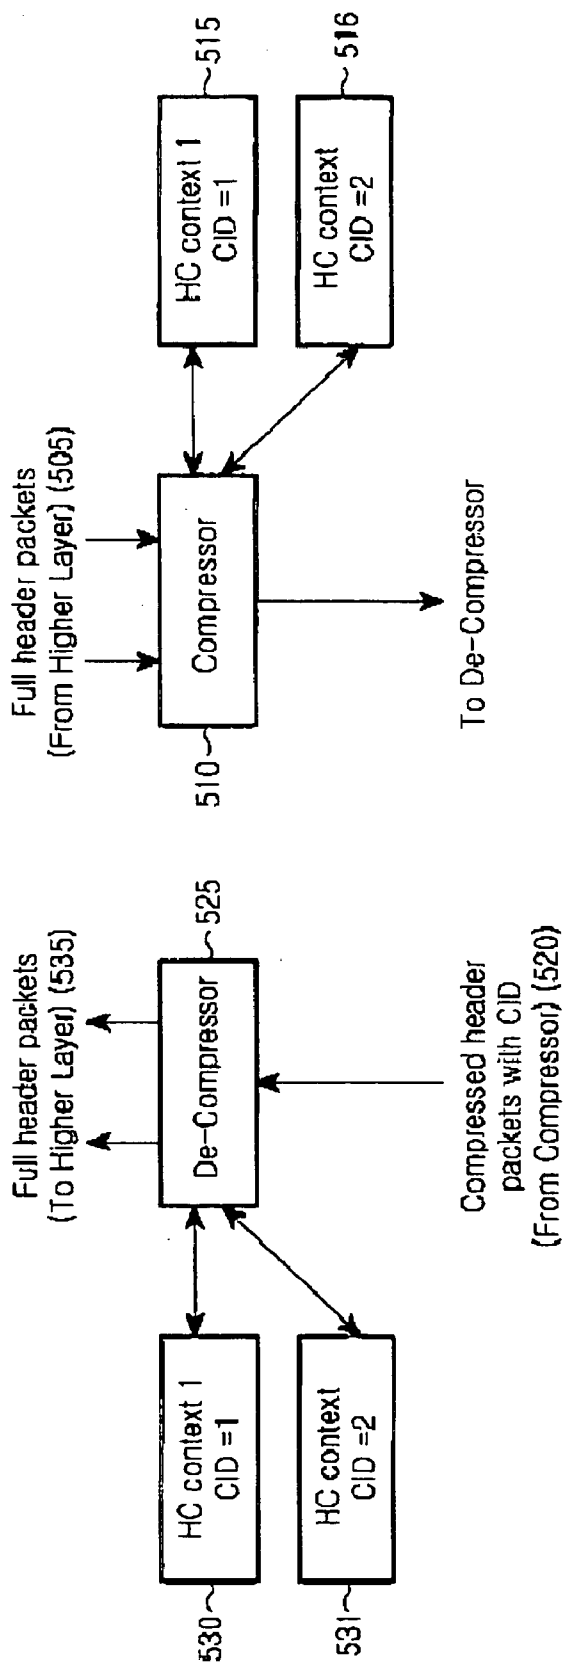 Full header packets
(To Higher Layer) (535)
HC context 1
CID =1
530
De-Compressor
525
HC context
CID =2
531
Compressed header
packets with CID
(From Compressor) (520)
Full header packets
(From Higher Layer) (505)
Compressor
510
HC context 1
CID =1
515
HC context
CID =2
516
To De-Compressor